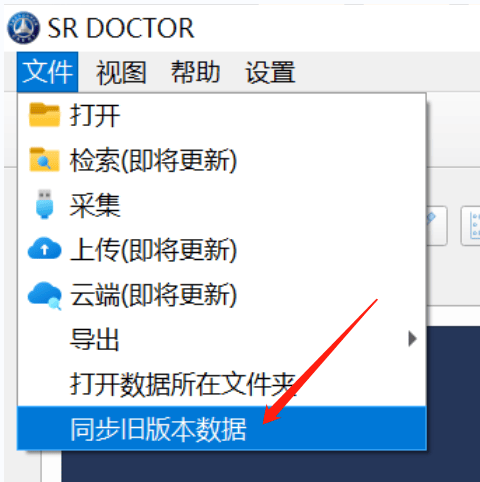 SR DOCTOR
文件 视图 帮助 设置
打开
检索(即将更新)
采集
上传(即将更新)
云端(即将更新)
导出
打开数据所在文件夹
同步旧版本数据